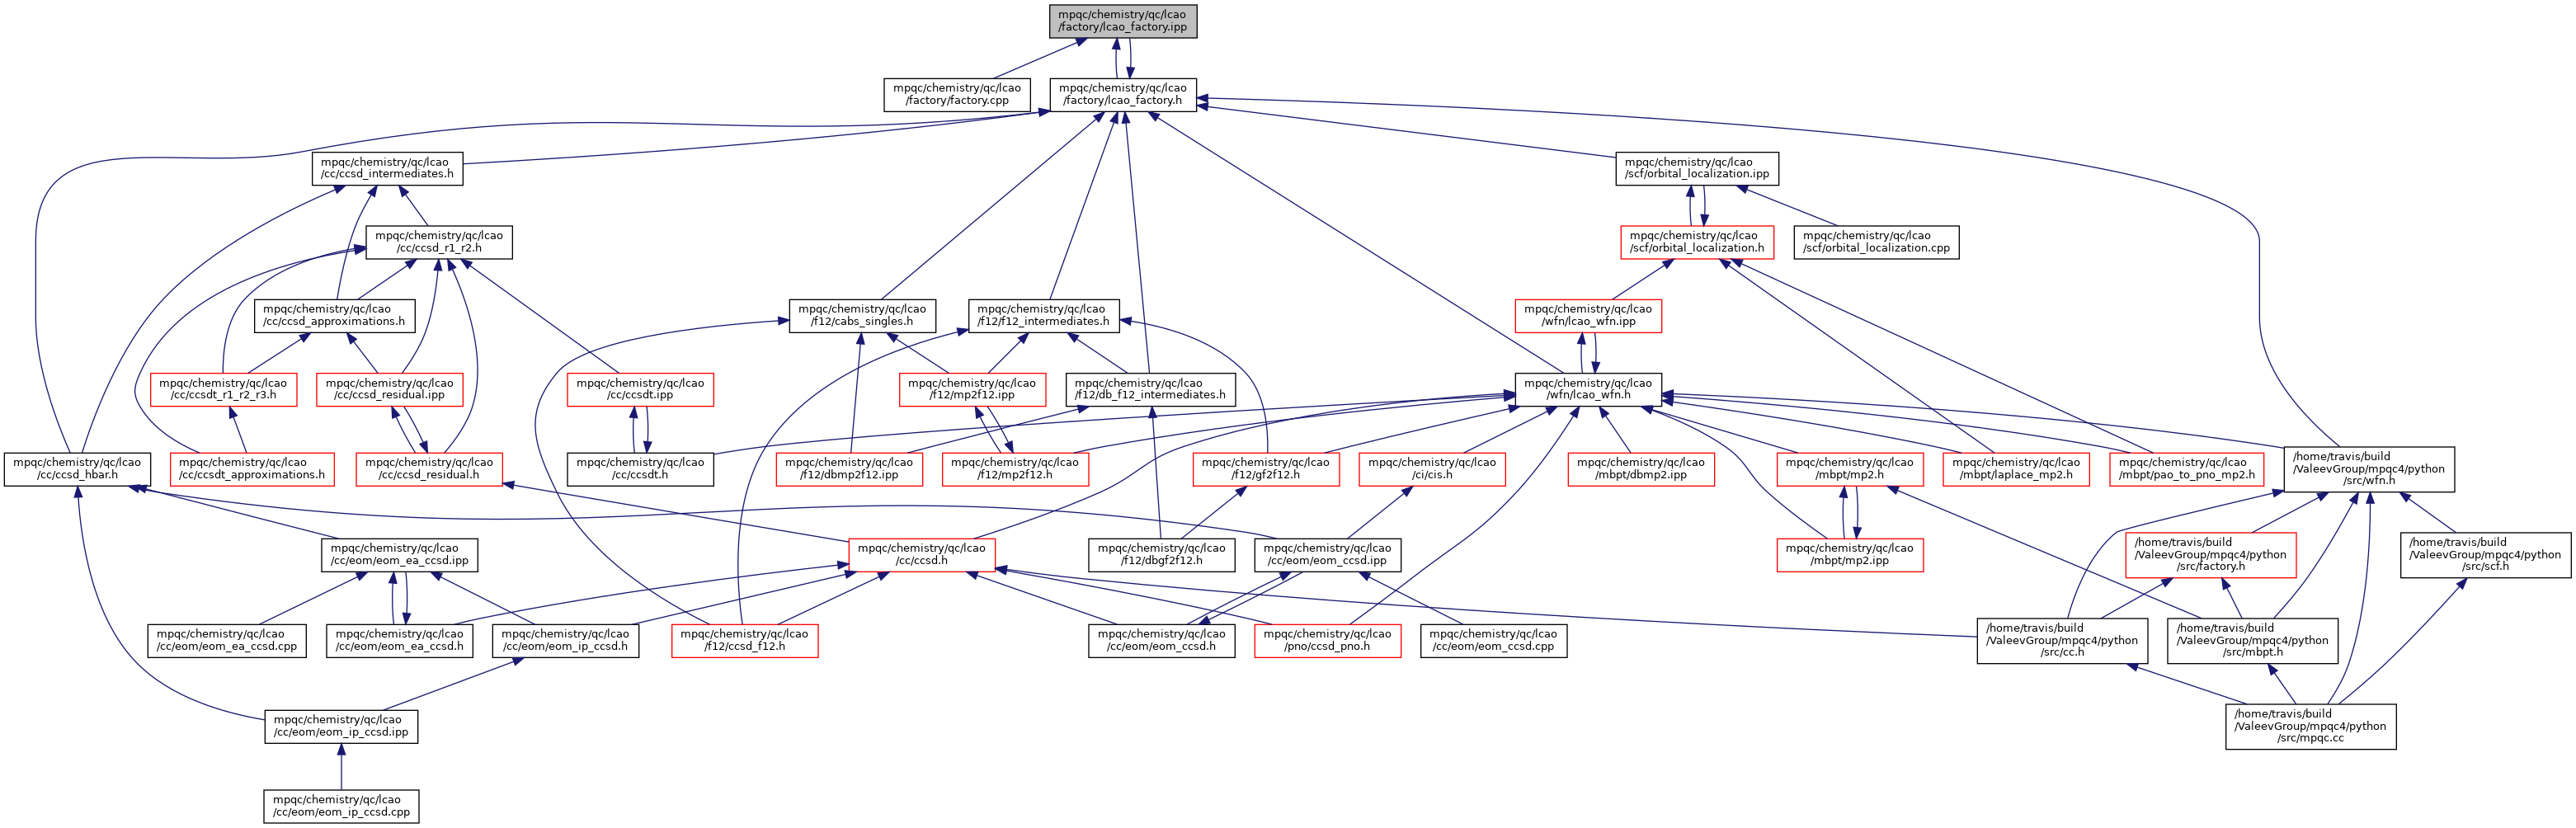 mpqc/chemistry/qc/lcao
/factory/lcao_factory.ipp
mpqc/chemistry/qc/lcao
/factory/factory.cpp
mpqc/chemistry/qc/lcao
/factory/lcao_factory.h
mpqc/chemistry/qc/lcao
/cc/ccsd_intermediates.h
mpqc/chemistry/qc/lcao
/scf/orbital_localization.ipp
mpqc/chemistry/qc/lcao
/cc/ccsd_r1_r2.h
mpqc/chemistry/qc/lcao
/scf/orbital_localization.h
mpqc/chemistry/qc/lcao
/scf/orbital_localization.cpp
mpqc/chemistry/qc/lcao
/cc/ccsd_approximations.h
mpqc/chemistry/qc/lcao
/f12/cabs_singles.h
mpqc/chemistry/qc/lcao
/f12/f12_intermediates.h
mpqc/chemistry/qc/lcao
/wfn/lcao_wfn.ipp
mpqc/chemistry/qc/lcao
/cc/ccsdt_r1_r2_r3.h
mpqc/chemistry/qc/lcao
/cc/ccsd_residual.ipp
mpqc/chemistry/qc/lcao
/cc/ccsdt.ipp
mpqc/chemistry/qc/lcao
/f12/mp2f12.ipp
mpqc/chemistry/qc/lcao
/f12/db_f12_intermediates.h
mpqc/chemistry/qc/lcao
/wfn/lcao_wfn.h
mpqc/chemistry/qc/lcao
/cc/ccsd_hbar.h
mpqc/chemistry/qc/lcao
/cc/ccsdt_approximations.h
mpqc/chemistry/qc/lcao
/cc/ccsd_residual.h
mpqc/chemistry/qc/lcao
/cc/ccsdt.h
mpqc/chemistry/qc/lcao
/f12/dbmp2f12.ipp
mpqc/chemistry/qc/lcao
/f12/mp2f12.h
mpqc/chemistry/qc/lcao
/f12/gf2f12.h
mpqc/chemistry/qc/lcao
/ci/cis.h
mpqc/chemistry/qc/lcao
/mbpt/dbmp2.ipp
mpqc/chemistry/qc/lcao
/mbpt/mp2.h
mpqc/chemistry/qc/lcao
/mbpt/laplace_mp2.h
mpqc/chemistry/qc/lcao
/mbpt/pao_to_pno_mp2.h
/home/travis/build
/ValeevGroup/mpqc4/python
/src/wfn.h
mpqc/chemistry/qc/lcao
/cc/eom/eom_ea_ccsd.ipp
mpqc/chemistry/qc/lcao
/cc/ccsd.h
mpqc/chemistry/qc/lcao
/f12/dbgf2f12.h
mpqc/chemistry/qc/lcao
/cc/eom/eom_ccsd.ipp
mpqc/chemistry/qc/lcao
/mbpt/mp2.ipp
/home/travis/build
/ValeevGroup/mpqc4/python
/src/factory.h
/home/travis/build
/ValeevGroup/mpqc4/python
/src/scf.h
mpqc/chemistry/qc/lcao
/cc/eom/eom_ea_ccsd.cpp
mpqc/chemistry/qc/lcao
/cc/eom/eom_ea_ccsd.h
mpqc/chemistry/qc/lcao
/cc/eom/eom_ip_ccsd.h
mpqc/chemistry/qc/lcao
/f12/ccsd_f12.h
mpqc/chemistry/qc/lcao
/cc/eom/eom_ccsd.h
mpqc/chemistry/qc/lcao
/pno/ccsd_pno.h
mpqc/chemistry/qc/lcao
/cc/eom/eom_ccsd.cpp
/home/travis/build
/ValeevGroup/mpqc4/python
/src/cc.h
/home/travis/build
/ValeevGroup/mpqc4/python
/src/mbpt.h
mpqc/chemistry/qc/lcao
/cc/eom/eom_ip_ccsd.ipp
/home/travis/build
/ValeevGroup/mpqc4/python
/src/mpqc.cc
mpqc/chemistry/qc/lcao
/cc/eom/eom_ip_ccsd.cpp